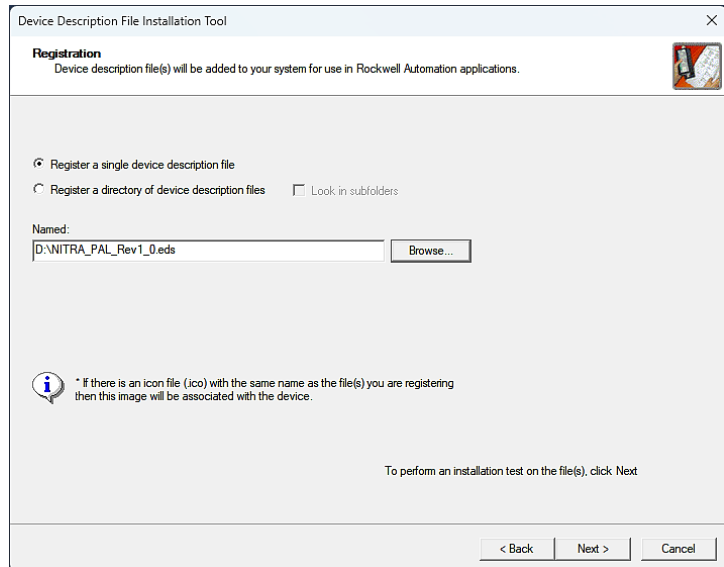 Device Description File Installation Tool
Registration
Device description file(s) will be added to your system for use in Rockwell Automation applications.
Register a single device description file
Register a directory of device description files
Look in subfolders
Named:
D:\NITRA_PAL_Rev1_0.eds
Browse...
* If there is an icon file (.ico) with the same name as the file(s) you are registering
then this image will be associated with the device.
To perform an installation test on the file(s), click Next
< Back
Next >
Cancel